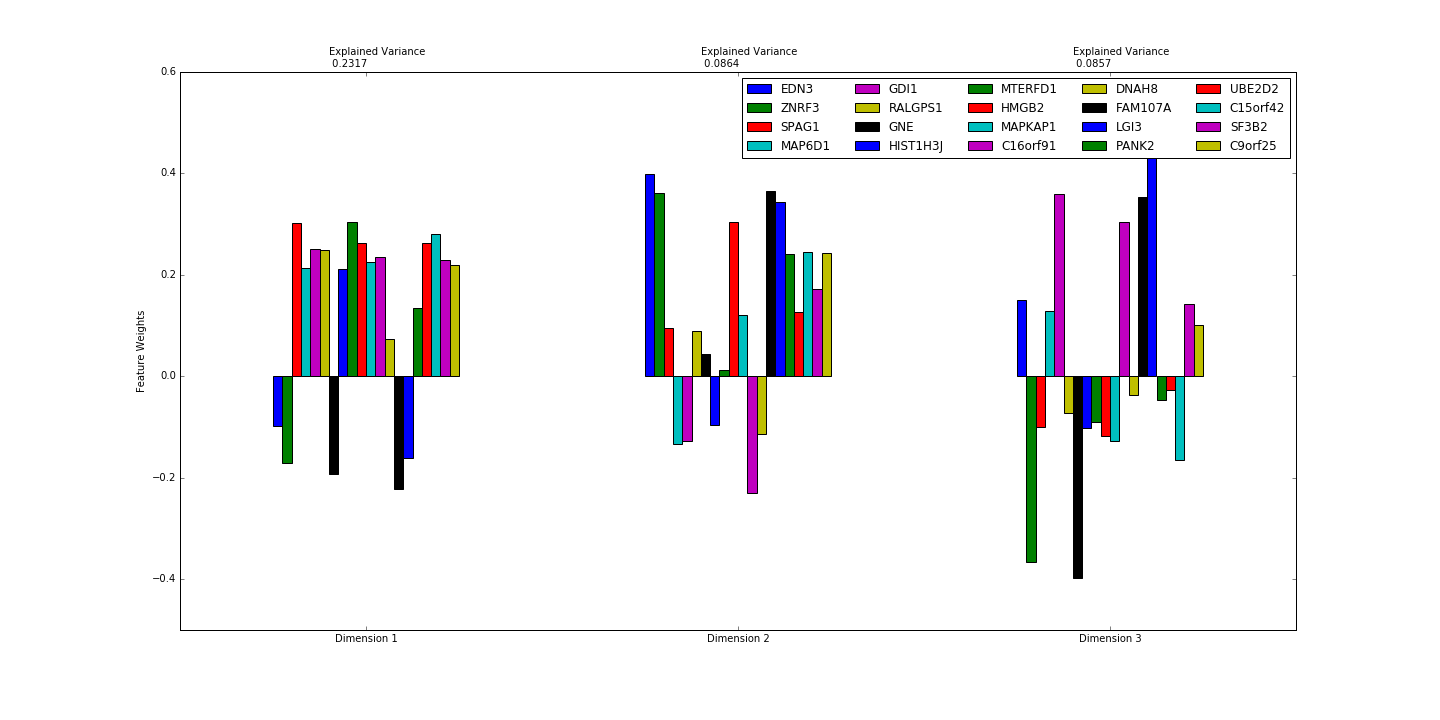 Explained Variance
0.2317
Explained Variance
0.0864
Explained Variance
0.0857
0.6
0.4
0.2
0.0
−0.2
−0.4
Feature Weights
EDN3
ZNRF3
SPAG1
MAP6D1
GDI1
RALGPS1
GNE
HIST1H3J
MTERFD1
HMGB2
MAPKAP1
C16orf91
DNAH8
FAM107A
LGI3
PANK2
UBE2D2
C15orf42
SF3B2
C9orf25
Dimension 1
Dimension 2
Dimension 3